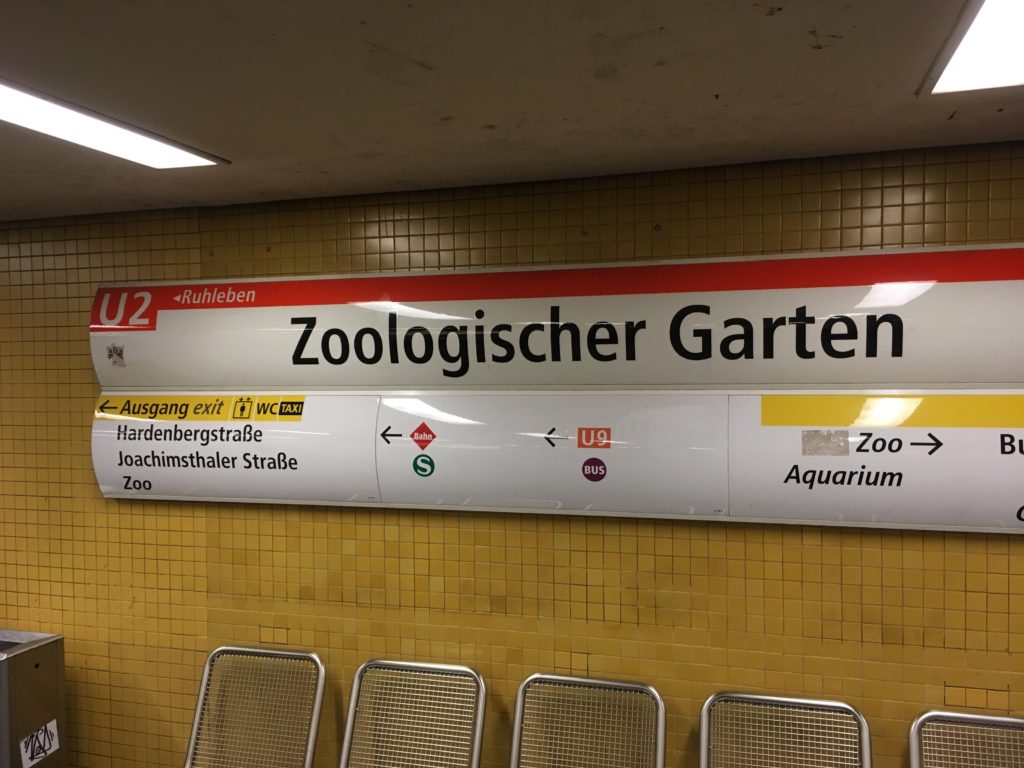 U2 ◂Ruhleben
Zoologischer Garten
← Ausgang exit WC TAXI
Hardenbergstraße
Joachimsthaler Straße
Zoo
← Bahn
S
← U9
BUS
Zoo →
Aquarium